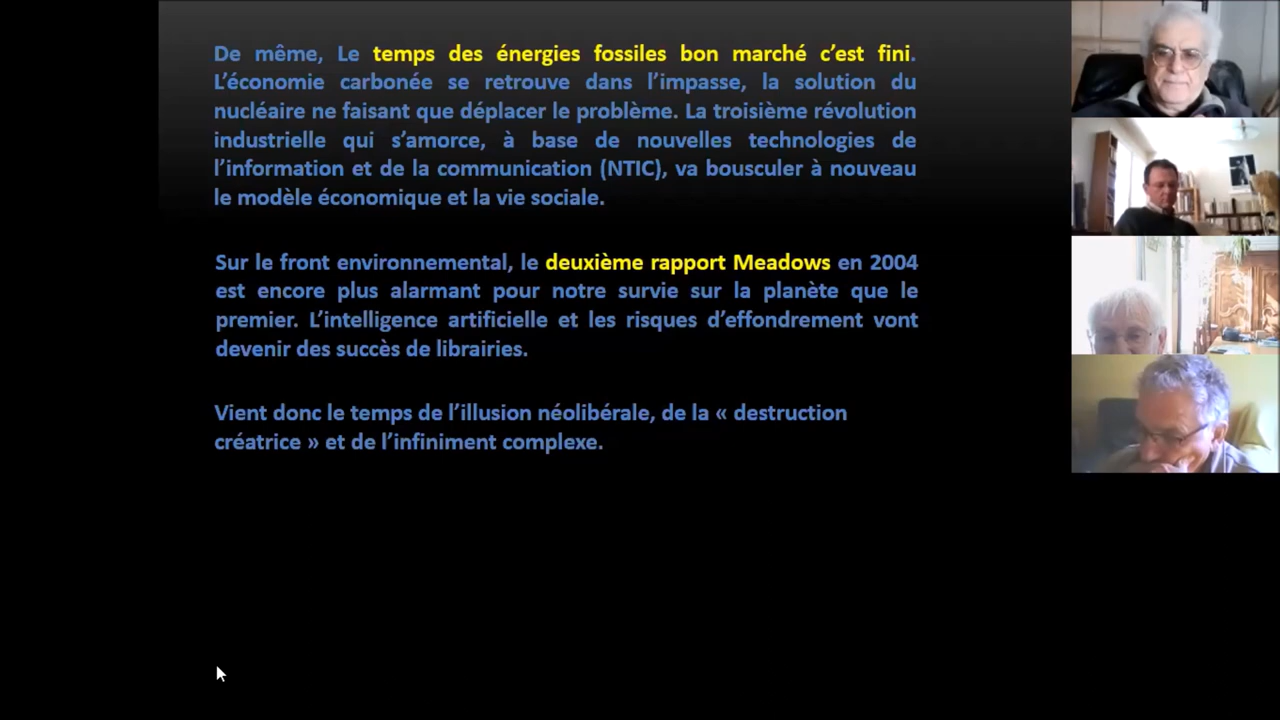 De même, Le temps des énergies fossiles bon marché c’est fini.
L’économie carbonée se retrouve dans l’impasse, la solution du
nucléaire ne faisant que déplacer le problème. La troisième révolution
industrielle qui s’amorce, à base de nouvelles technologies de
l’information et de la communication (NTIC), va bousculer à nouveau
le modèle économique et la vie sociale.
Sur le front environnemental, le deuxième rapport Meadows en 2004
est encore plus alarmant pour notre survie sur la planète que le
premier. L’intelligence artificielle et les risques d’effondrement vont
devenir des succès de librairies.
Vient donc le temps de l’illusion néolibérale, de la « destruction
créatrice » et de l’infiniment complexe.